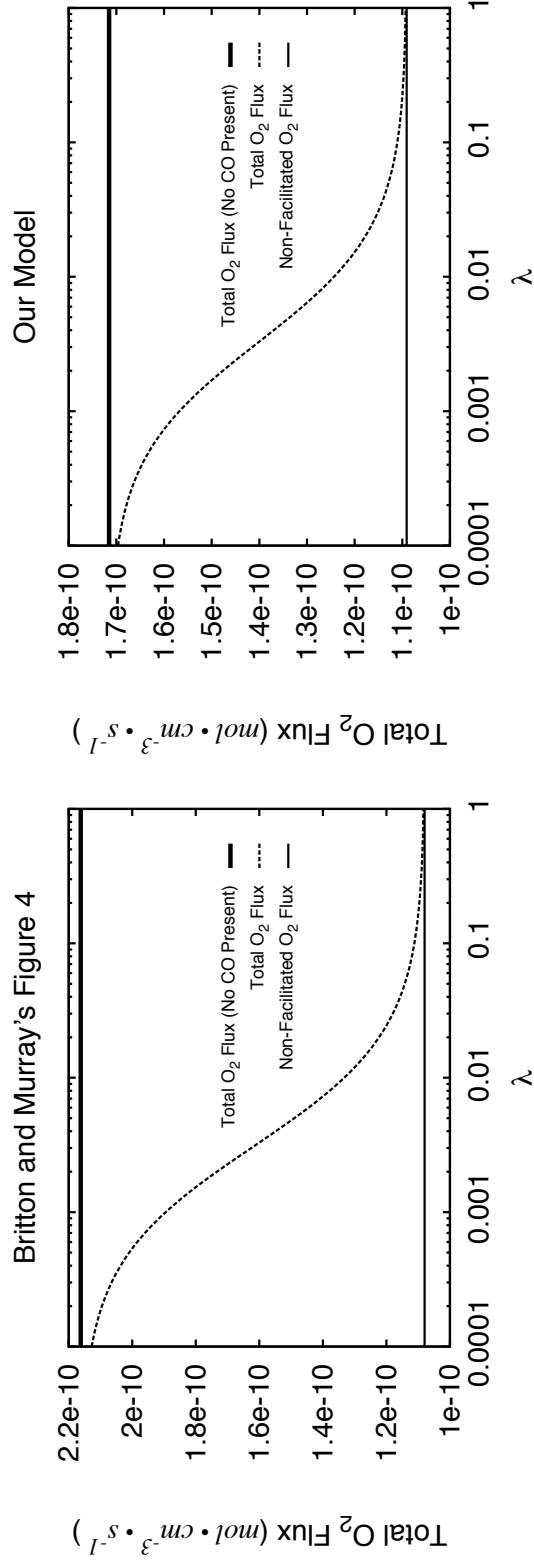 Britton and Murray's Figure 4
Total O2 Flux (mol • cm-3 • s-1 )
2.2e-10
2e-10
1.8e-10
1.6e-10
1.4e-10
1.2e-10
1e-10
Total O2 Flux (No CO Present)
Total O2 Flux
Non-Facilitated O2 Flux
0.0001
0.001
0.01
0.1
1
λ
Our Model
Total O2 Flux (mol • cm-3 • s-1 )
1.8e-10
1.7e-10
1.6e-10
1.5e-10
1.4e-10
1.3e-10
1.2e-10
1.1e-10
1e-10
Total O2 Flux (No CO Present)
Total O2 Flux
Non-Facilitated O2 Flux
0.0001
0.001
0.01
0.1
1
λ